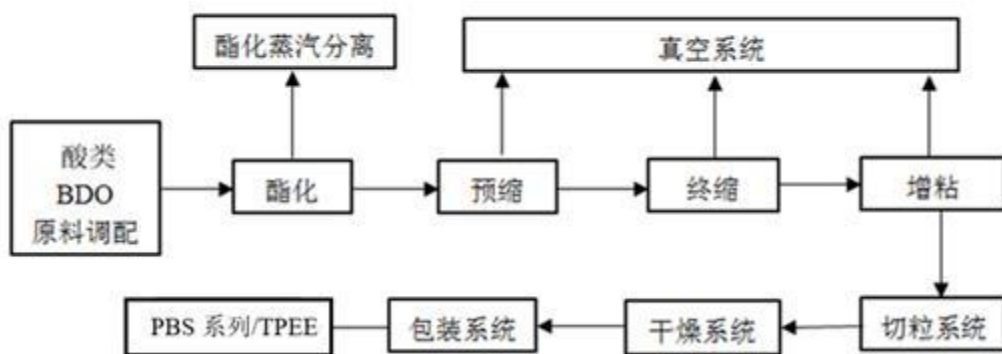 酯化蒸汽分离
真空系统
酸类
BDO
原料调配
酯化
预缩
终缩
增粘
PBS 系列/TPEE
包装系统
干燥系统
切粒系统